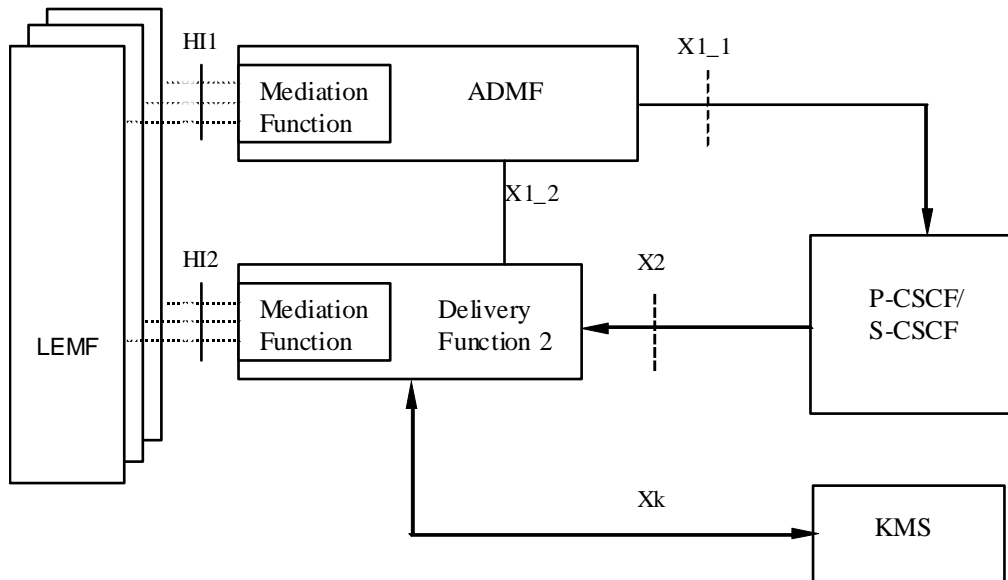 HI1
X1_1
Mediation
Function
ADMF
X1_2
HI2
X2
Mediation
Function
Delivery
Function 2
P-CSCF/
S-CSCF
LEMF
Xk
KMS